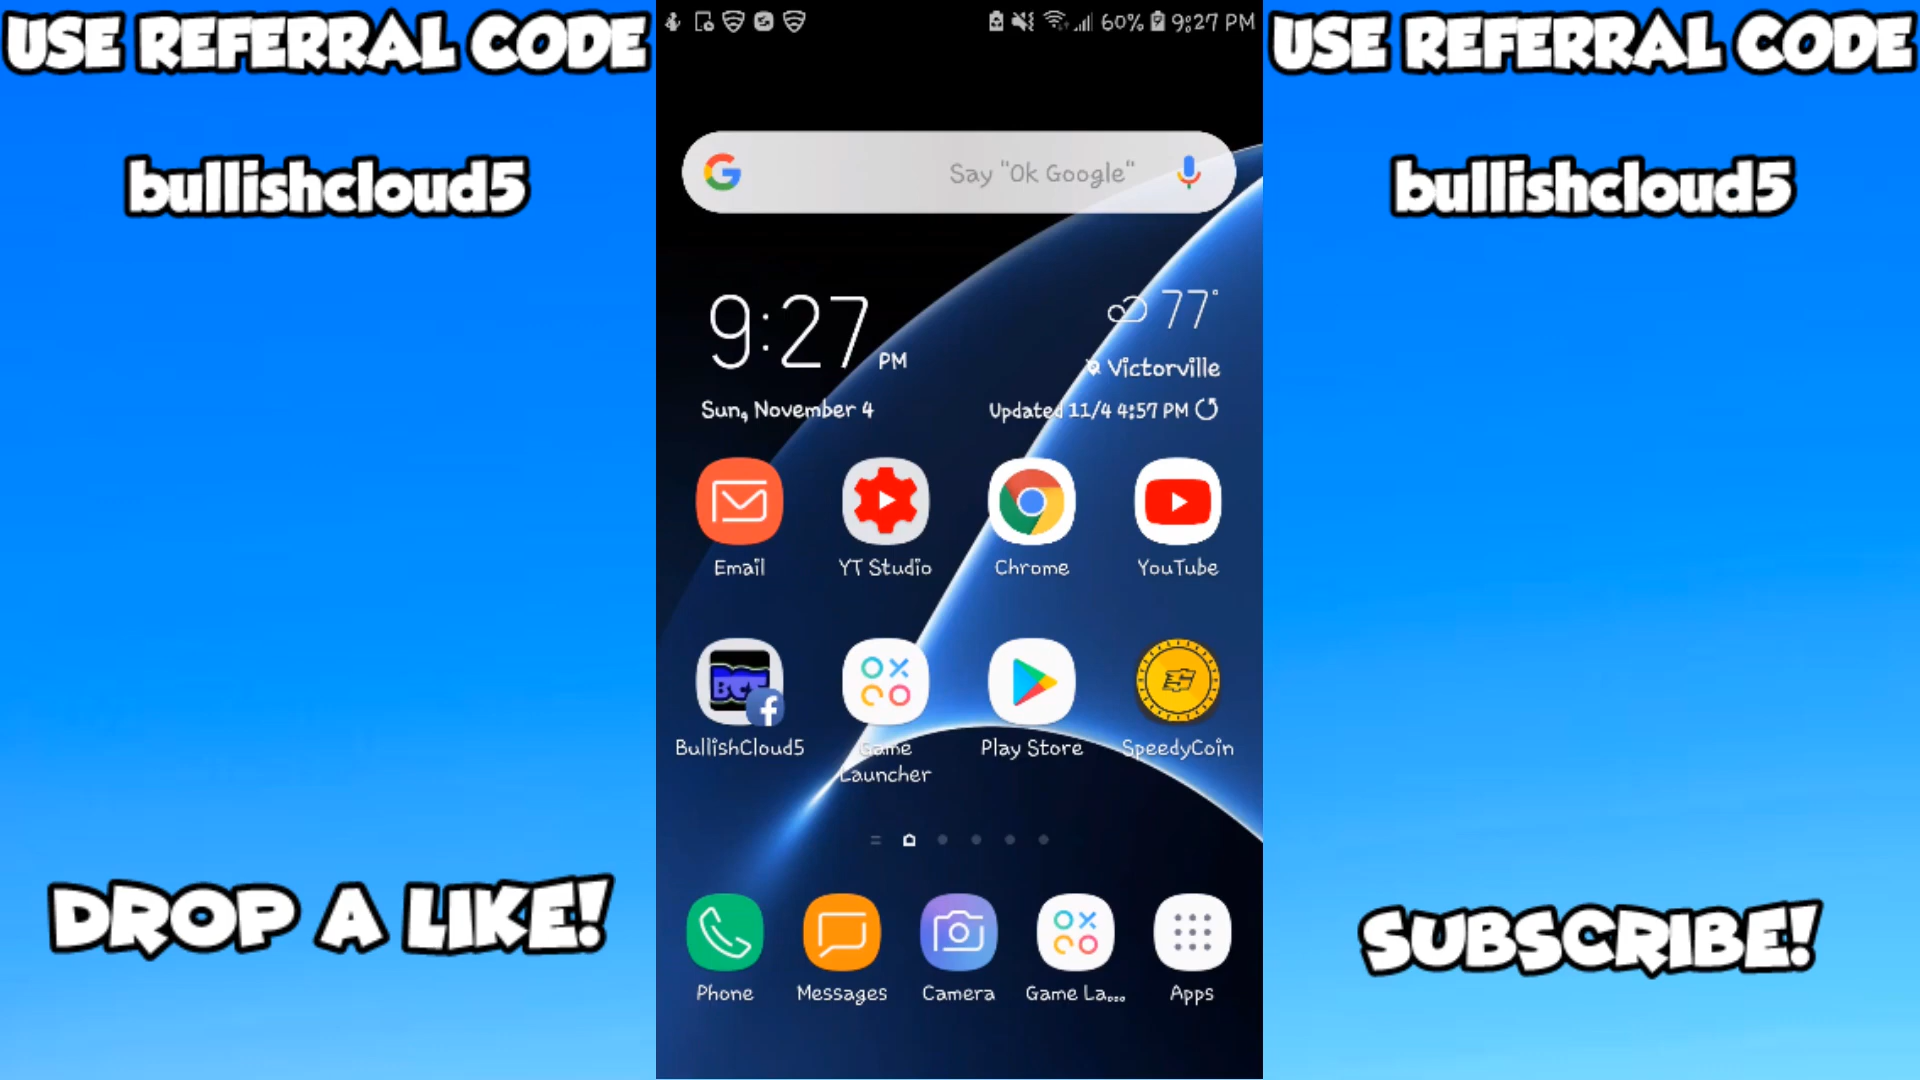 USE REFERRAL CODE
bullishcloud5
DROP A LIKE!
60% 9:27 PM
Say "Ok Google"
9:27 PM
77°
Victorville
Sun, November 4
Updated 11/4 4:57 PM
Email
YT Studio
Chrome
YouTube
BCF
BullishCloud5
Game
Launcher
Play Store
SpeedyCoin
Phone
Messages
Camera
Game La...
Apps
USE REFERRAL CODE
bullishcloud5
SUBSCRIBE!